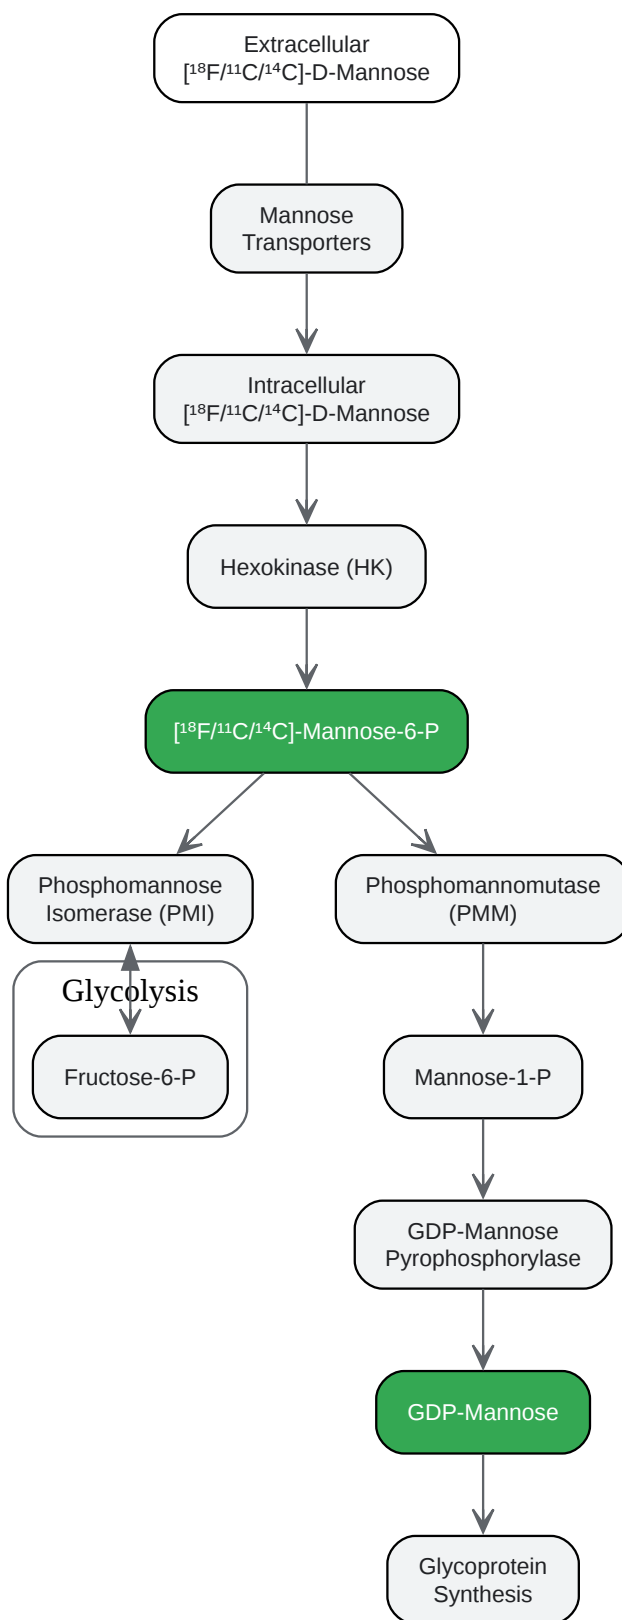 Extracellular
[¹⁸F/¹¹C/¹⁴C]-D-Mannose
Mannose
Transporters
Intracellular
[¹⁸F/¹¹C/¹⁴C]-D-Mannose
Hexokinase (HK)
[¹⁸F/¹¹C/¹⁴C]-Mannose-6-P
Phosphomannose
Isomerase (PMI)
Phosphomannomutase
(PMM)
Glycolysis
Fructose-6-P
Mannose-1-P
GDP-Mannose
Pyrophosphorylase
GDP-Mannose
Glycoprotein
Synthesis